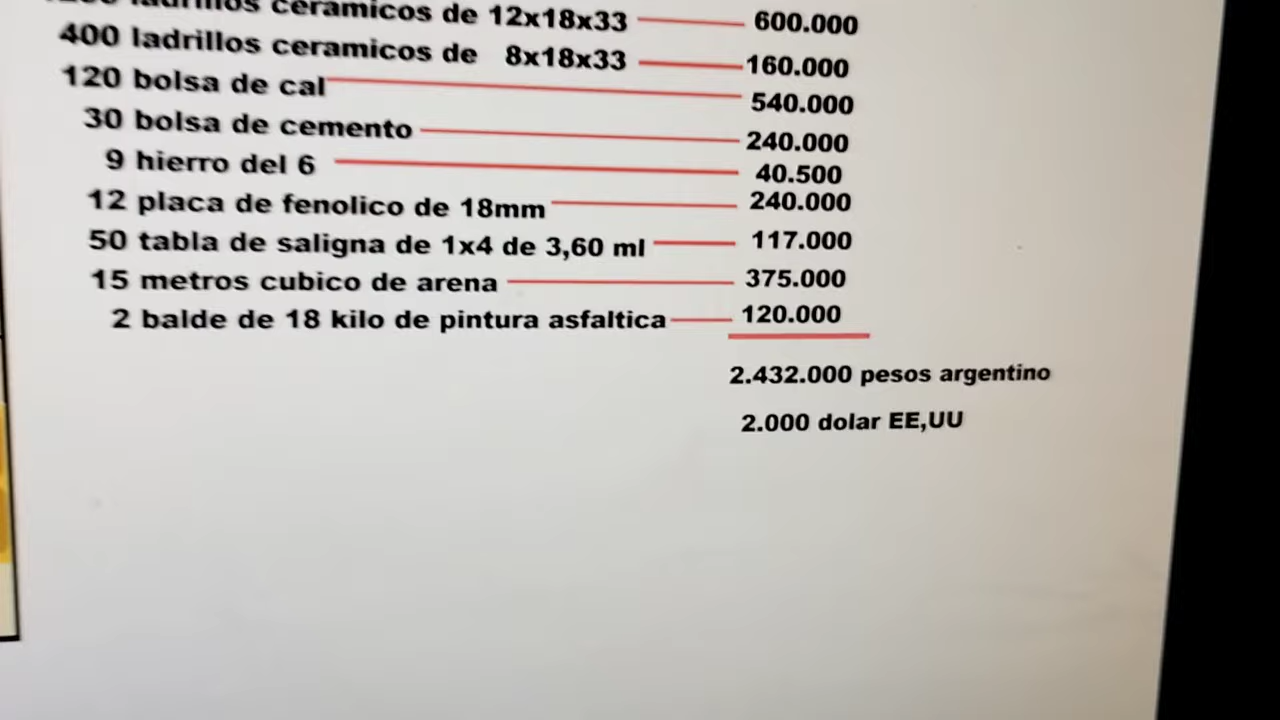 ceramicos de 12x18x33 600.000
400 ladrillos ceramicos de 8x18x33 160.000
120 bolsa de cal 540.000
30 bolsa de cemento 240.000
9 hierro del 6 40.500
12 placa de fenolico de 18mm 240.000
50 tabla de saligna de 1x4 de 3,60 ml 117.000
15 metros cubico de arena 375.000
2 balde de 18 kilo de pintura asfaltica 120.000
2.432.000 pesos argentino
2.000 dolar EE,UU